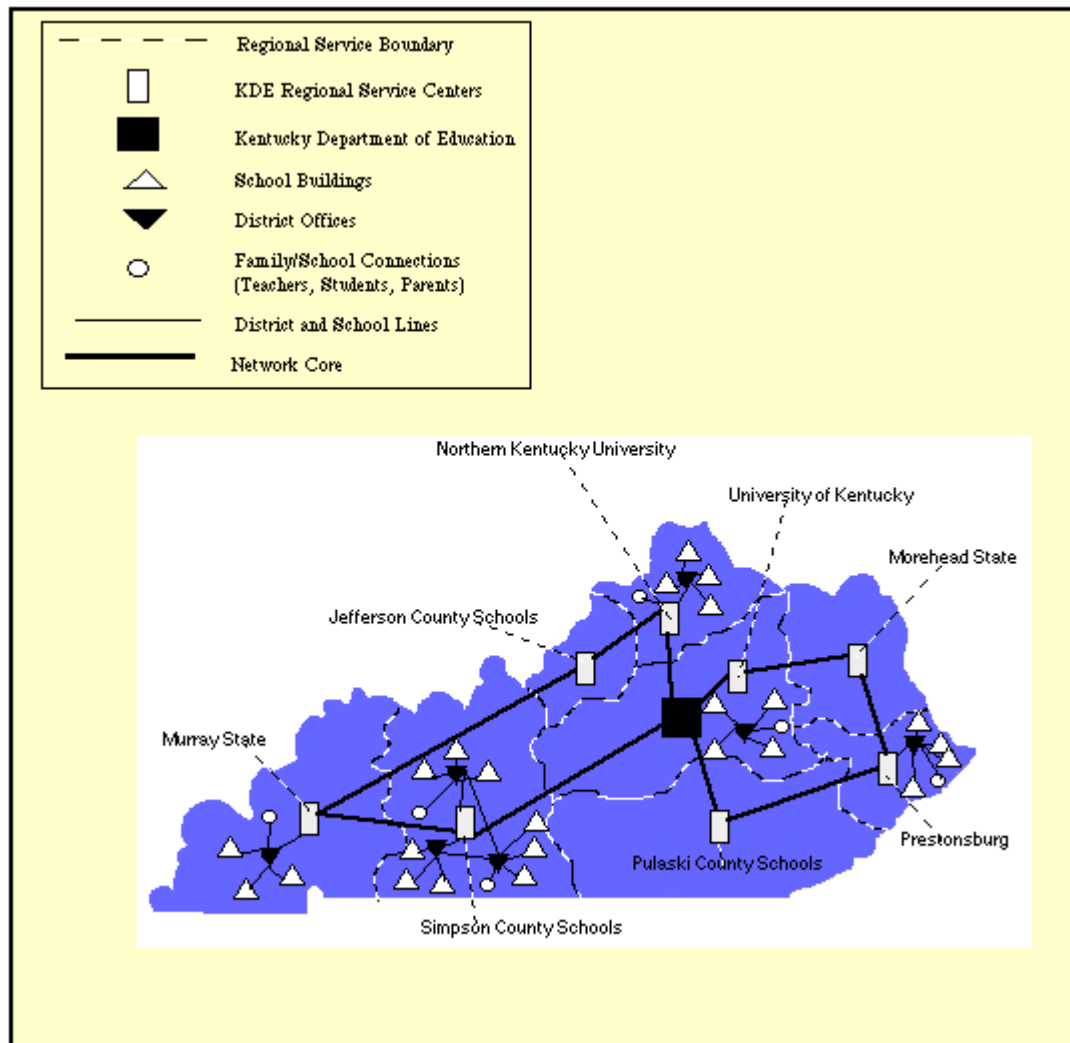 Regional Service Boundary
KDE Regional Service Centers
Kentucky Department of Education
School Buildings
District Offices
Family/School Connections
(Teachers, Students, Parents)
District and School Lines
Network Core
Northern Kentucky University
University of Kentucky
Morehead State
Jefferson County Schools
Murray State
Prestonsburg
Pulaski County Schools
Simpson County Schools